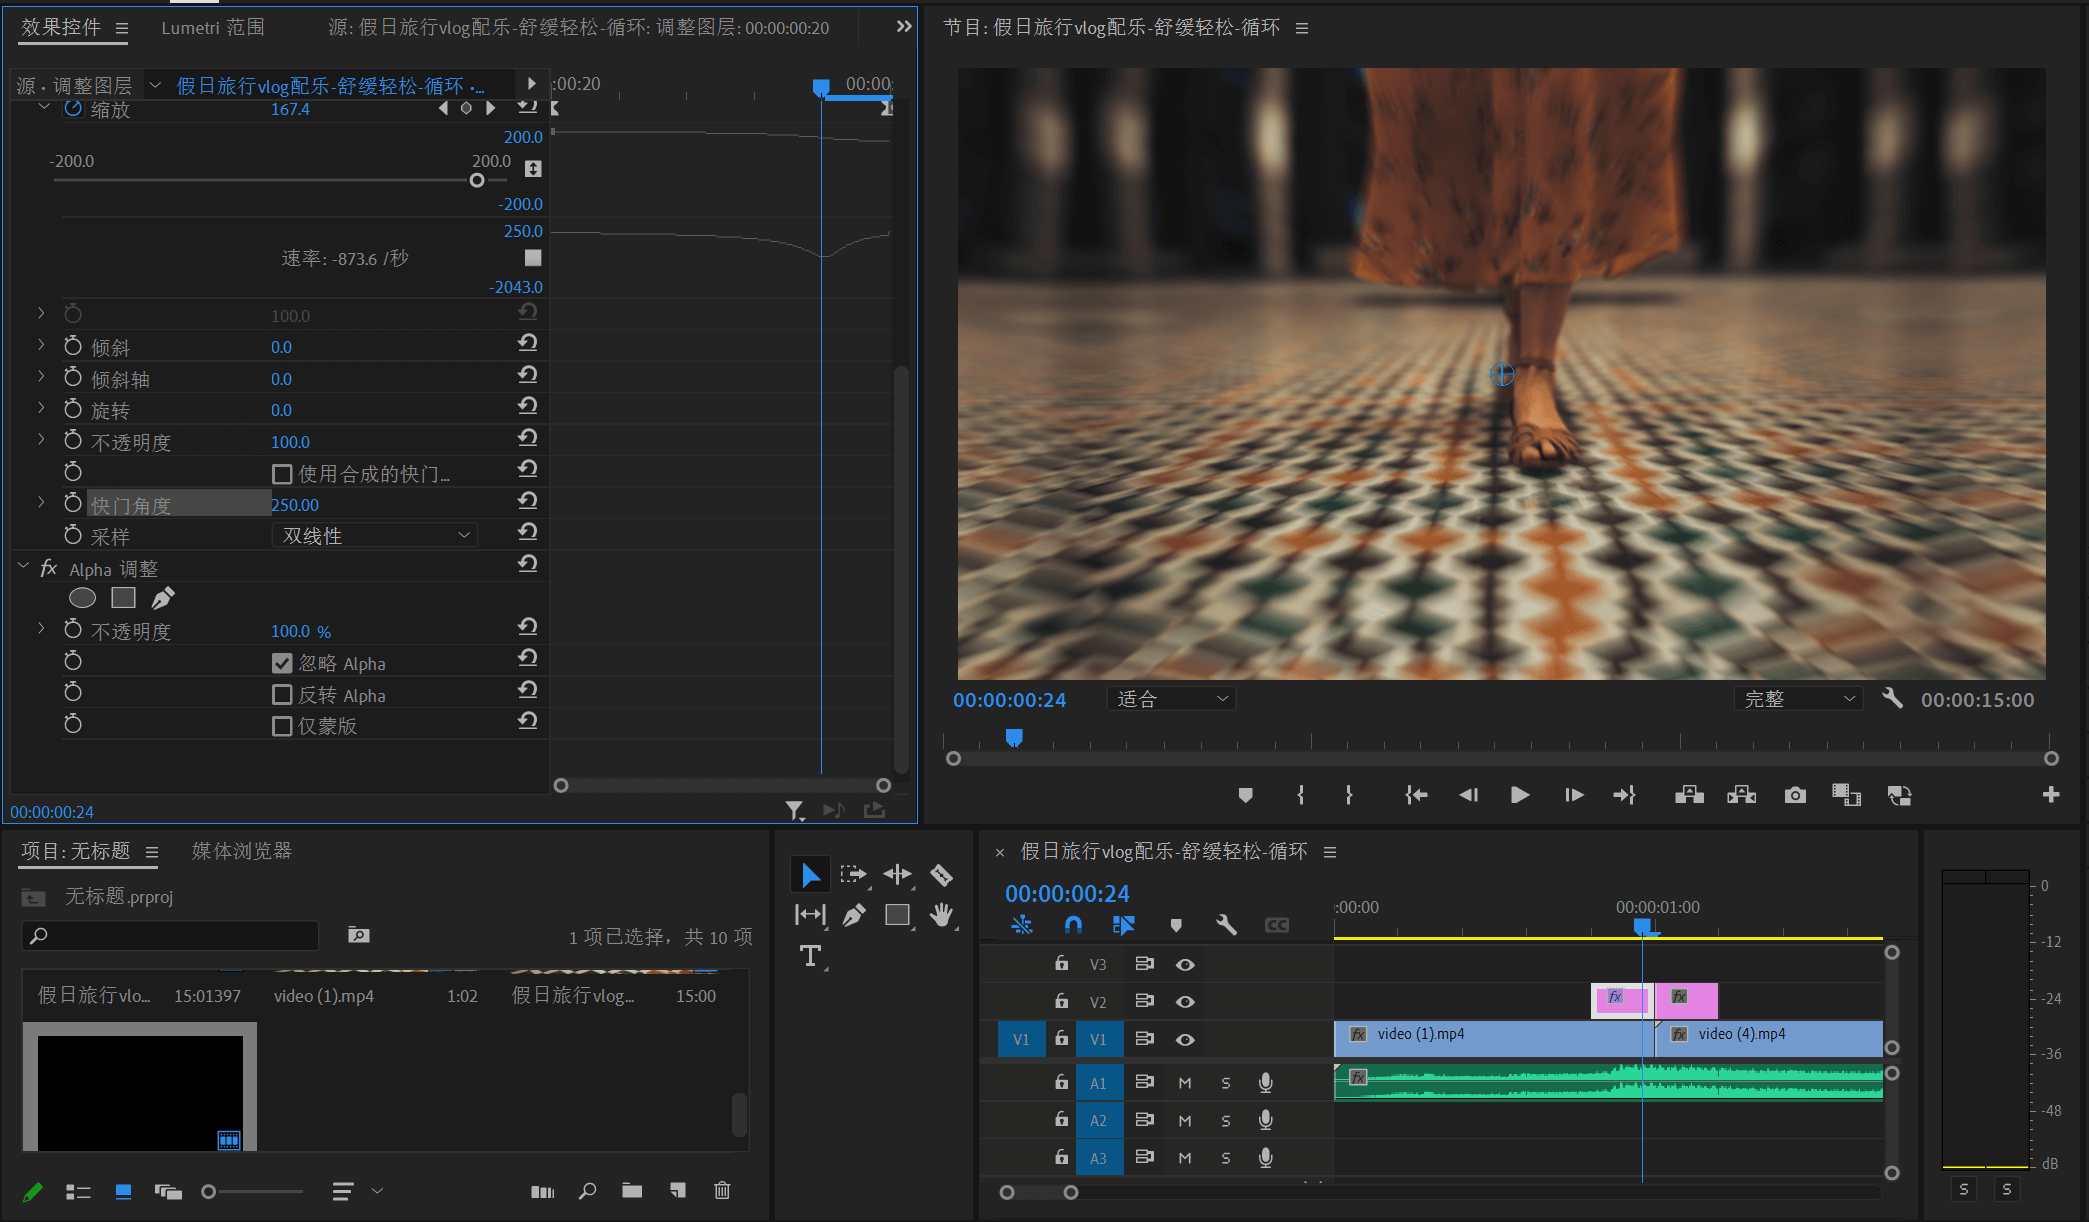 效果控件
Lumetri 范围
源: 假日旅行vlog配乐-舒缓轻松-循环: 调整图层: 00:00:00:20
源 · 调整图层
假日旅行vlog配乐-舒缓轻松-循环 ·...
:00:20
00:00:
缩放
167.4
200.0
-200.0
200.0
-200.0
250.0
速率: -873.6 /秒
-2043.0
100.0
倾斜
0.0
倾斜轴
0.0
旋转
0.0
不透明度
100.0
使用合成的快门...
快门角度
250.00
采样
双线性
fx Alpha 调整
不透明度
100.0 %
忽略 Alpha
反转 Alpha
仅蒙版
00:00:00:24
节目: 假日旅行vlog配乐-舒缓轻松-循环
00:00:00:24
适合
完整
00:00:15:00
项目: 无标题
媒体浏览器
无标题.prproj
1 项已选择，共 10 项
假日旅行vlo...
15:01397
video (1).mp4
1:02
假日旅行vlog...
15:00
T
× 假日旅行vlog配乐-舒缓轻松-循环
00:00:00:24
CC
:00:00
00:00:01:00
V3
V2
fx
fx
V1
V1
fx video (1).mp4
fx video (4).mp4
A1
M
S
fx
A2
M
S
A3
M
S
0
-12
-24
-36
-48
dB
S
S